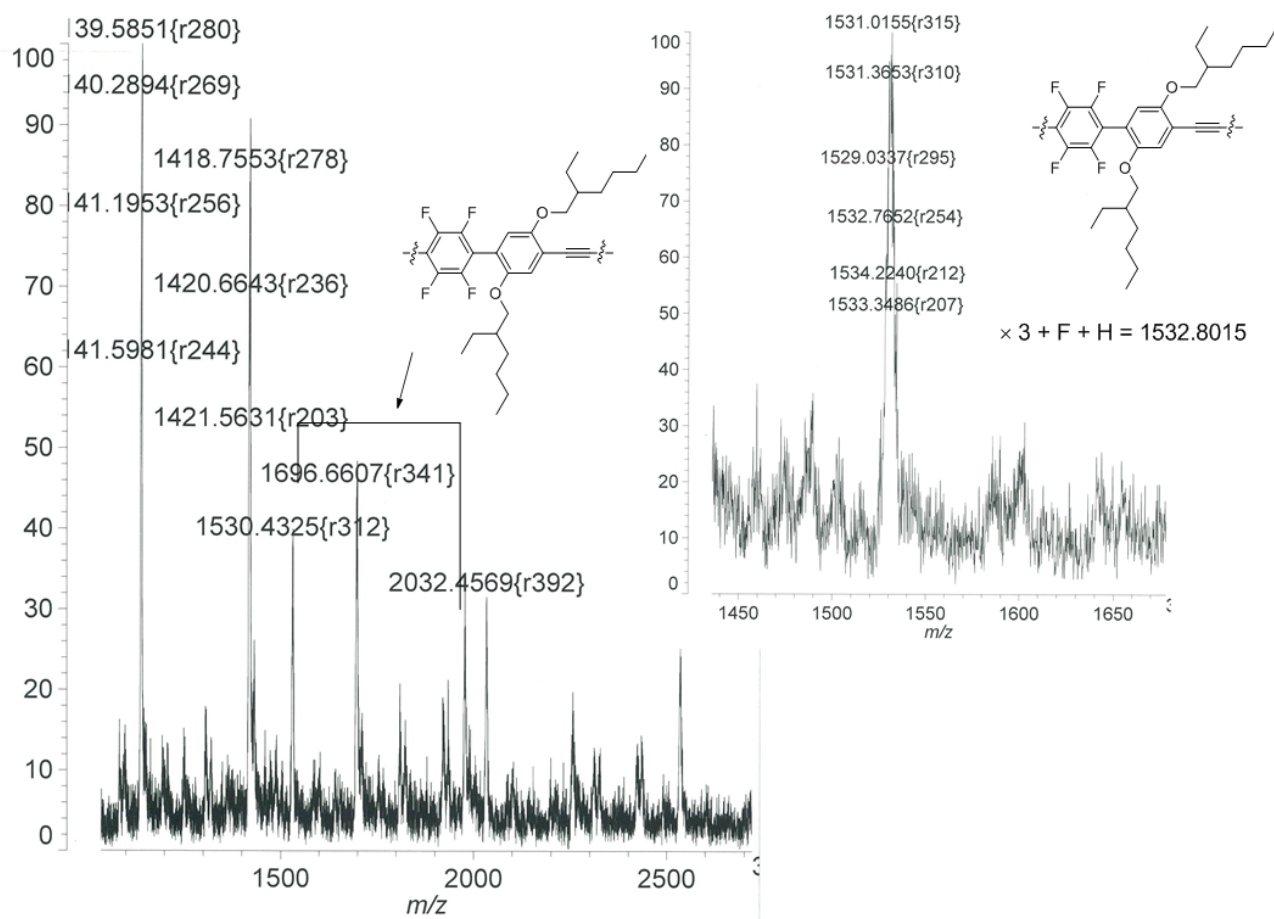 39.5851{r280}
100
40.2894{r269}
90
1418.7553{r278}
80
41.1953{r256}
1420.6643{r236}
70
41.5981{r244}
60
1421.5631{r203}
50
1696.6607{r341}
40
1530.4325{r312}
2032.4569{r392}
30
20
10
0
1500
2000
2500
m/z
F
F
F
F
O
O
1531.0155{r315}
100
1531.3653{r310}
90
80
1529.0337{r295}
70
1532.7652{r254}
60
1534.2240{r212}
50
1533.3486{r207}
40
30
20
10
0
1450
1500
1550
1600
1650
m/z
F
F
F
F
O
O
× 3 + F + H = 1532.8015